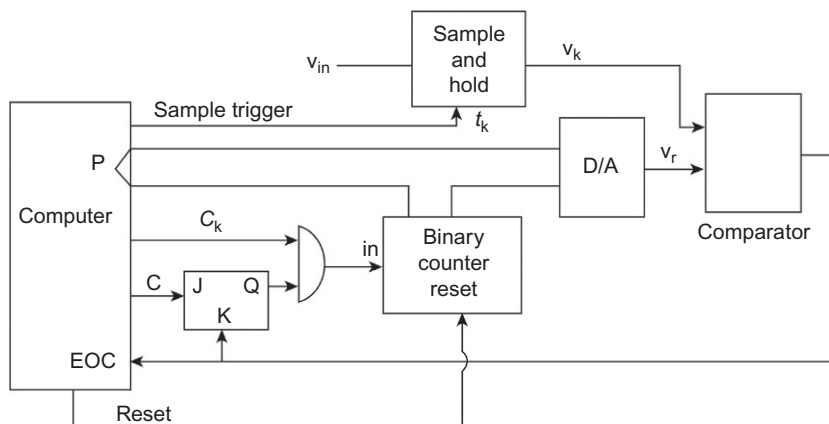 Sample
and
hold
v_in
v_k
Sample trigger
t_k
P
D/A
v_r
Computer
C_k
Comparator
in
Binary
counter
reset
C
J
Q
K
EOC
Reset